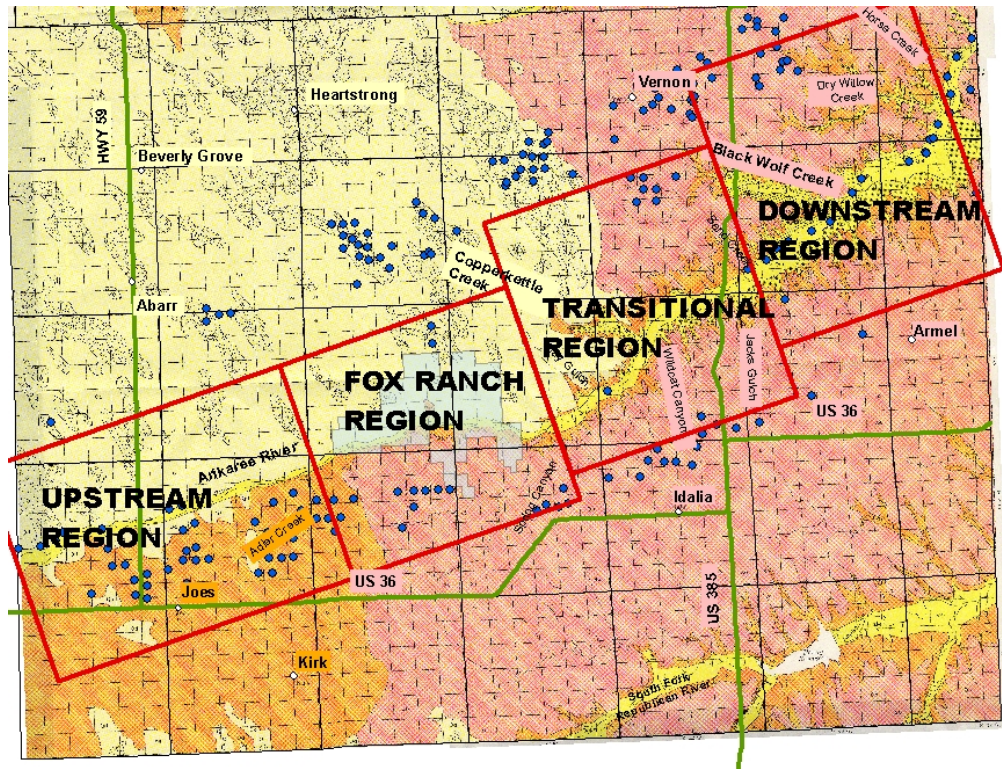 Horse Creek
Vernon
Dry Willow
Creek
Heartstrong
HWY 59
Beverly Grove
Black Wolf Creek
DOWNSTREAM
REGION
Copperkettle
Creek
Abarr
TRANSITIONAL
REGION
Armel
Gulch
Jacks Gulch
Wildcat Canyon
FOX RANCH
REGION
US 36
Arikaree River
UPSTREAM
REGION
Idalia
Adler Creek
US 36
Joes
US 385
Kirk
South Fork
Republican River